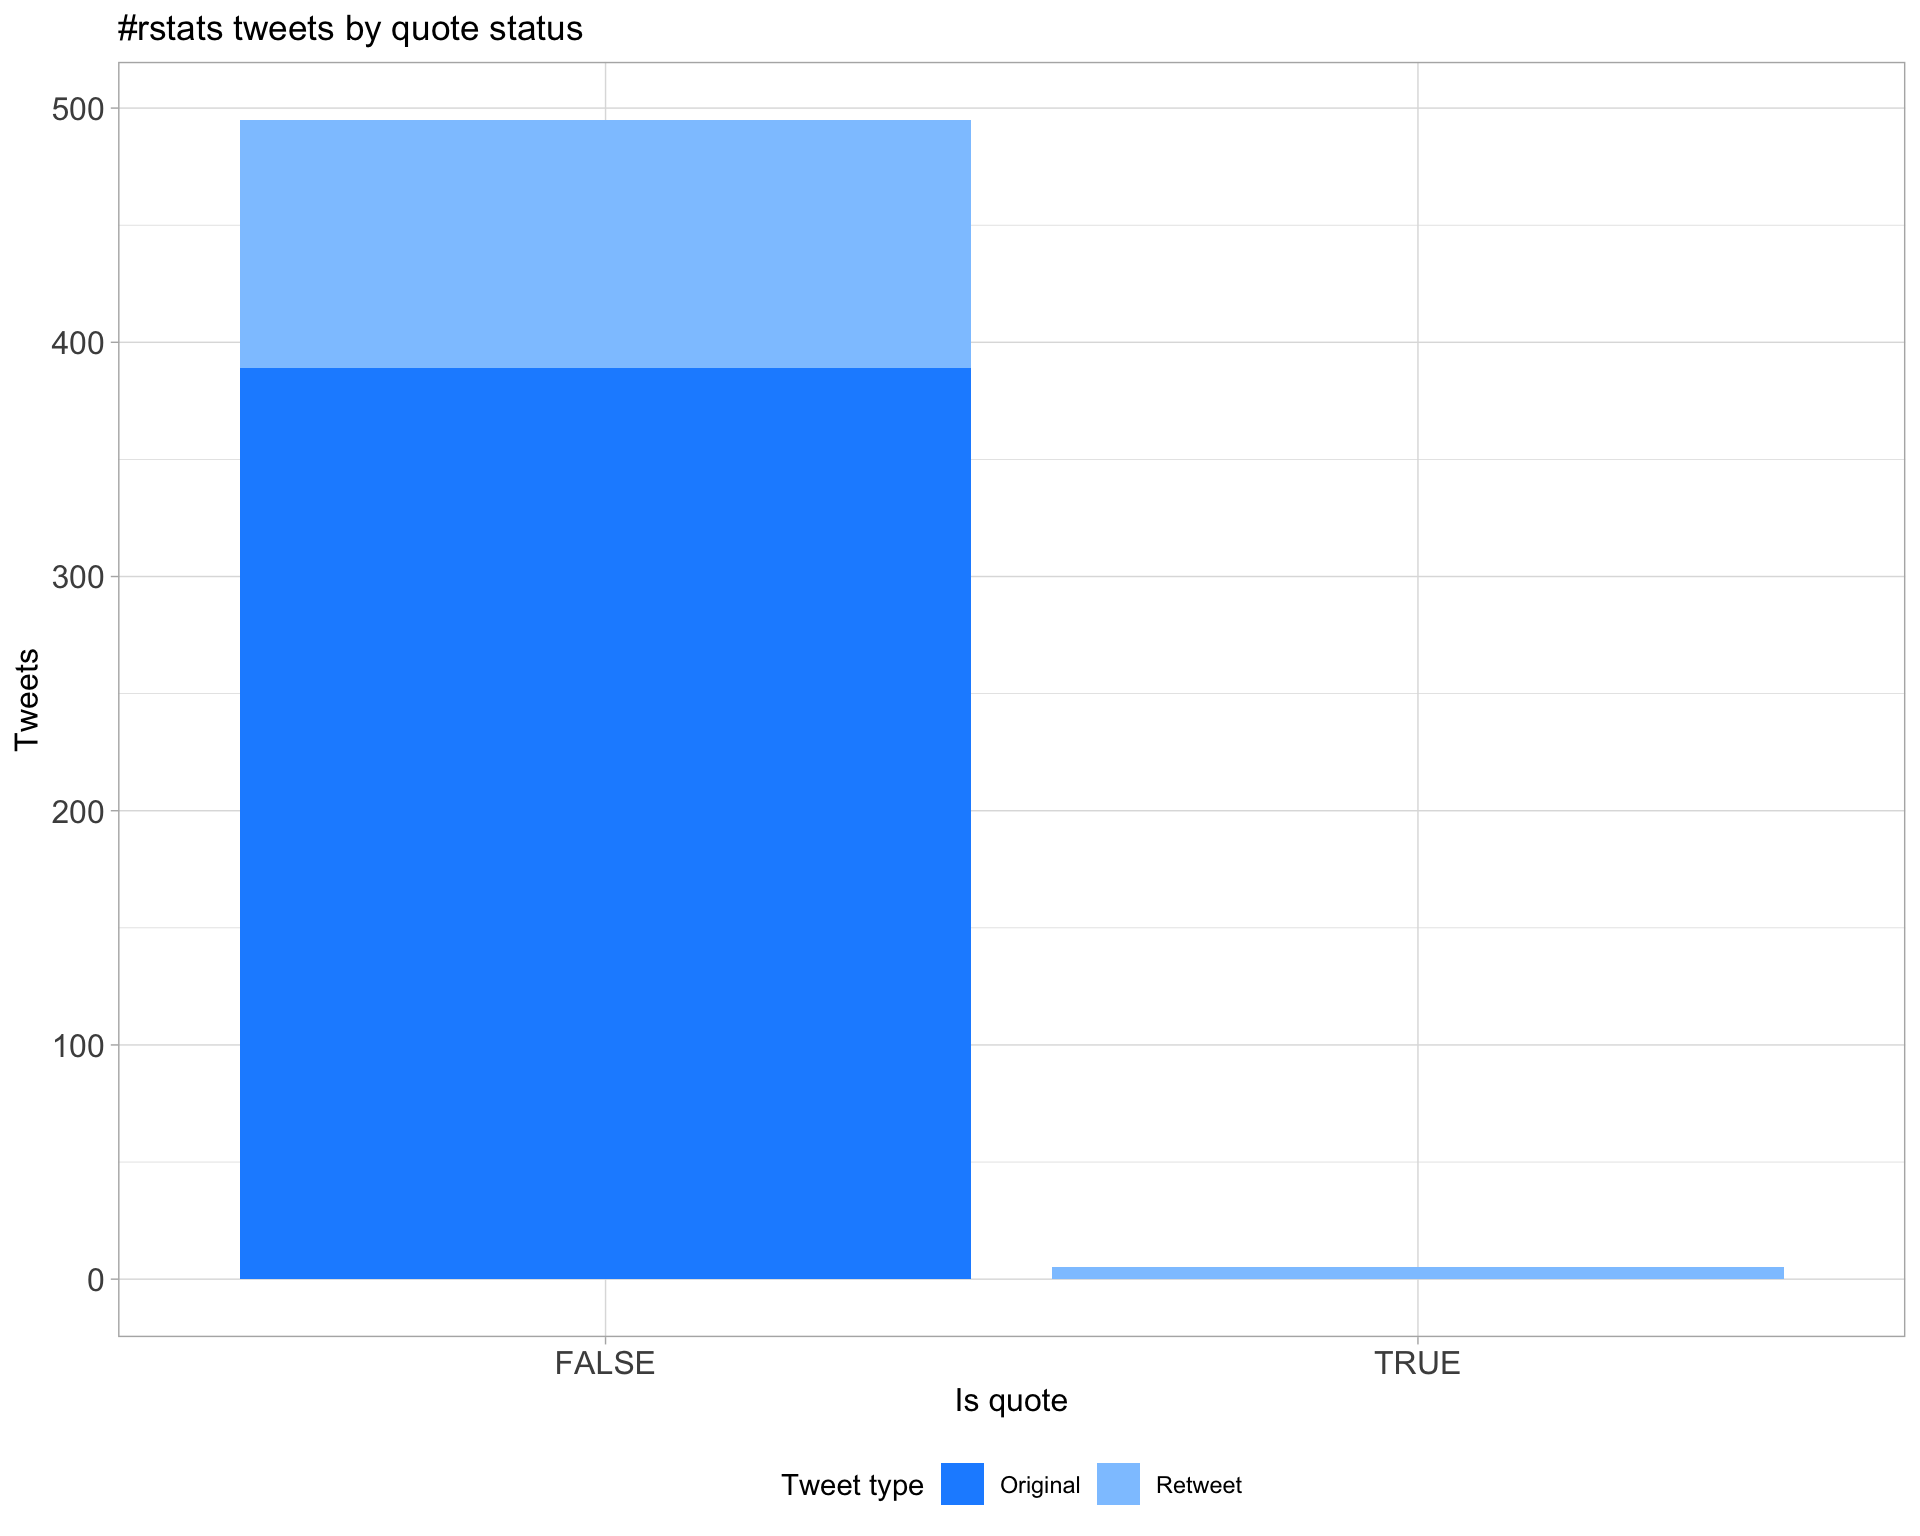 #rstats tweets by quote status
500
400
300
200
100
0
Tweets
FALSE TRUE
Is quote
Tweet type Original Retweet